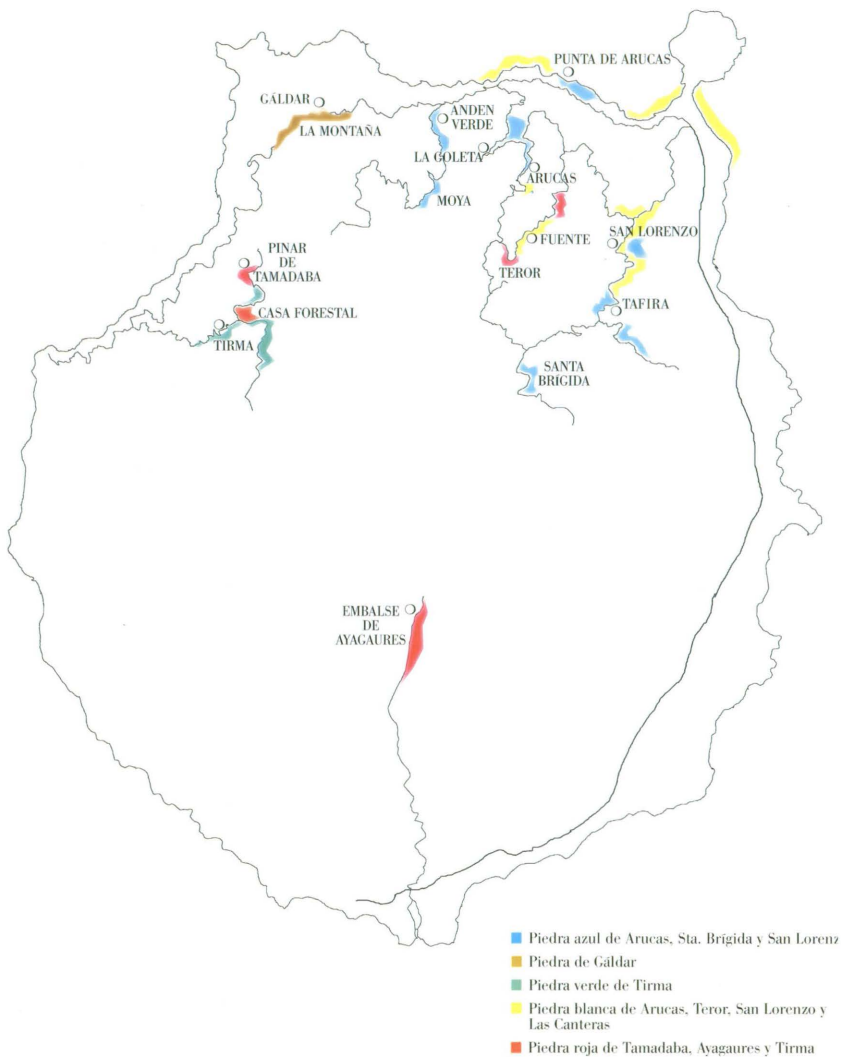 PUNTA DE ARUCAS
GÁLDAR
LA MONTAÑA
ANDEN
VERDE
LA GOLETA
ARUCAS
MOYA
FUENTE
SAN LORENZO
TEROR
PINAR
DE
TAMADABA
CASA FORESTAL
TIRMA
TAFIRA
SANTA
BRÍGIDA
EMBALSE
DE
AYAGAURES
Piedra azul de Arucas, Sta. Brígida y San Lorenz
Piedra de Gáldar
Piedra verde de Tirma
Piedra blanca de Arucas, Teror, San Lorenzo y
Las Canteras
Piedra roja de Tamadaba, Ayagaures y Tirma